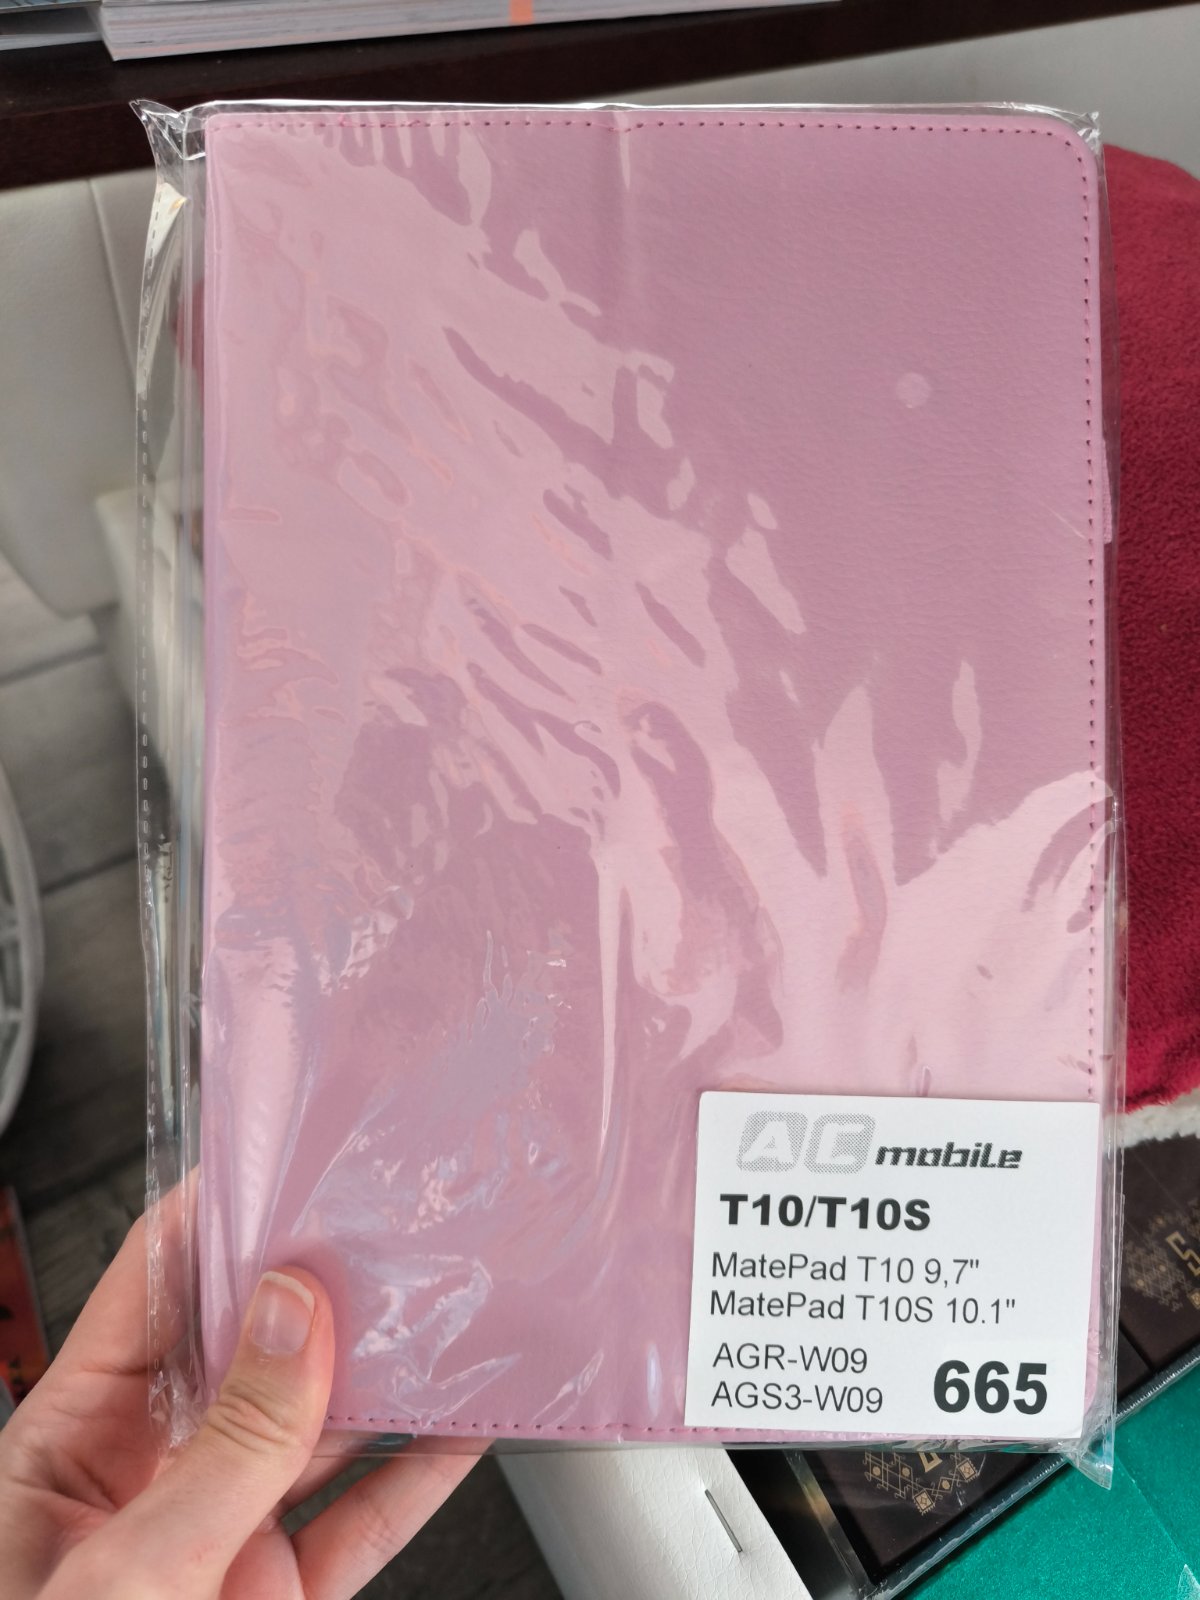 AC mobile
T10/T10S
MatePad T10 9,7"
MatePad T10S 10.1"
AGR-W09
AGS3-W09
665